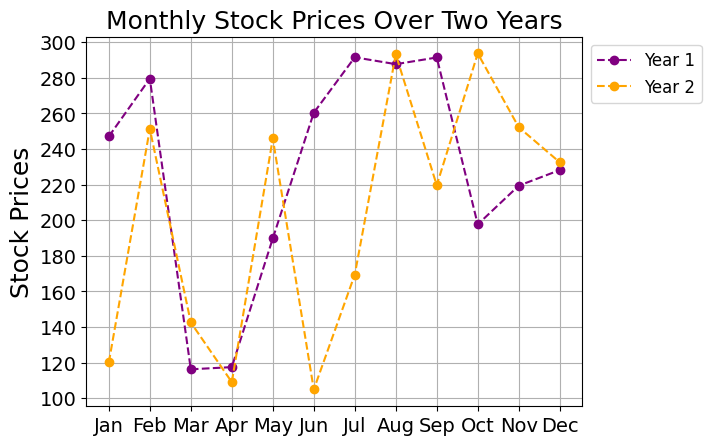 Monthly Stock Prices Over Two Years
Stock Prices
300
280
260
240
220
200
180
160
140
120
100
Jan Feb Mar Apr May Jun Jul Aug Sep Oct Nov Dec
Year 1
Year 2